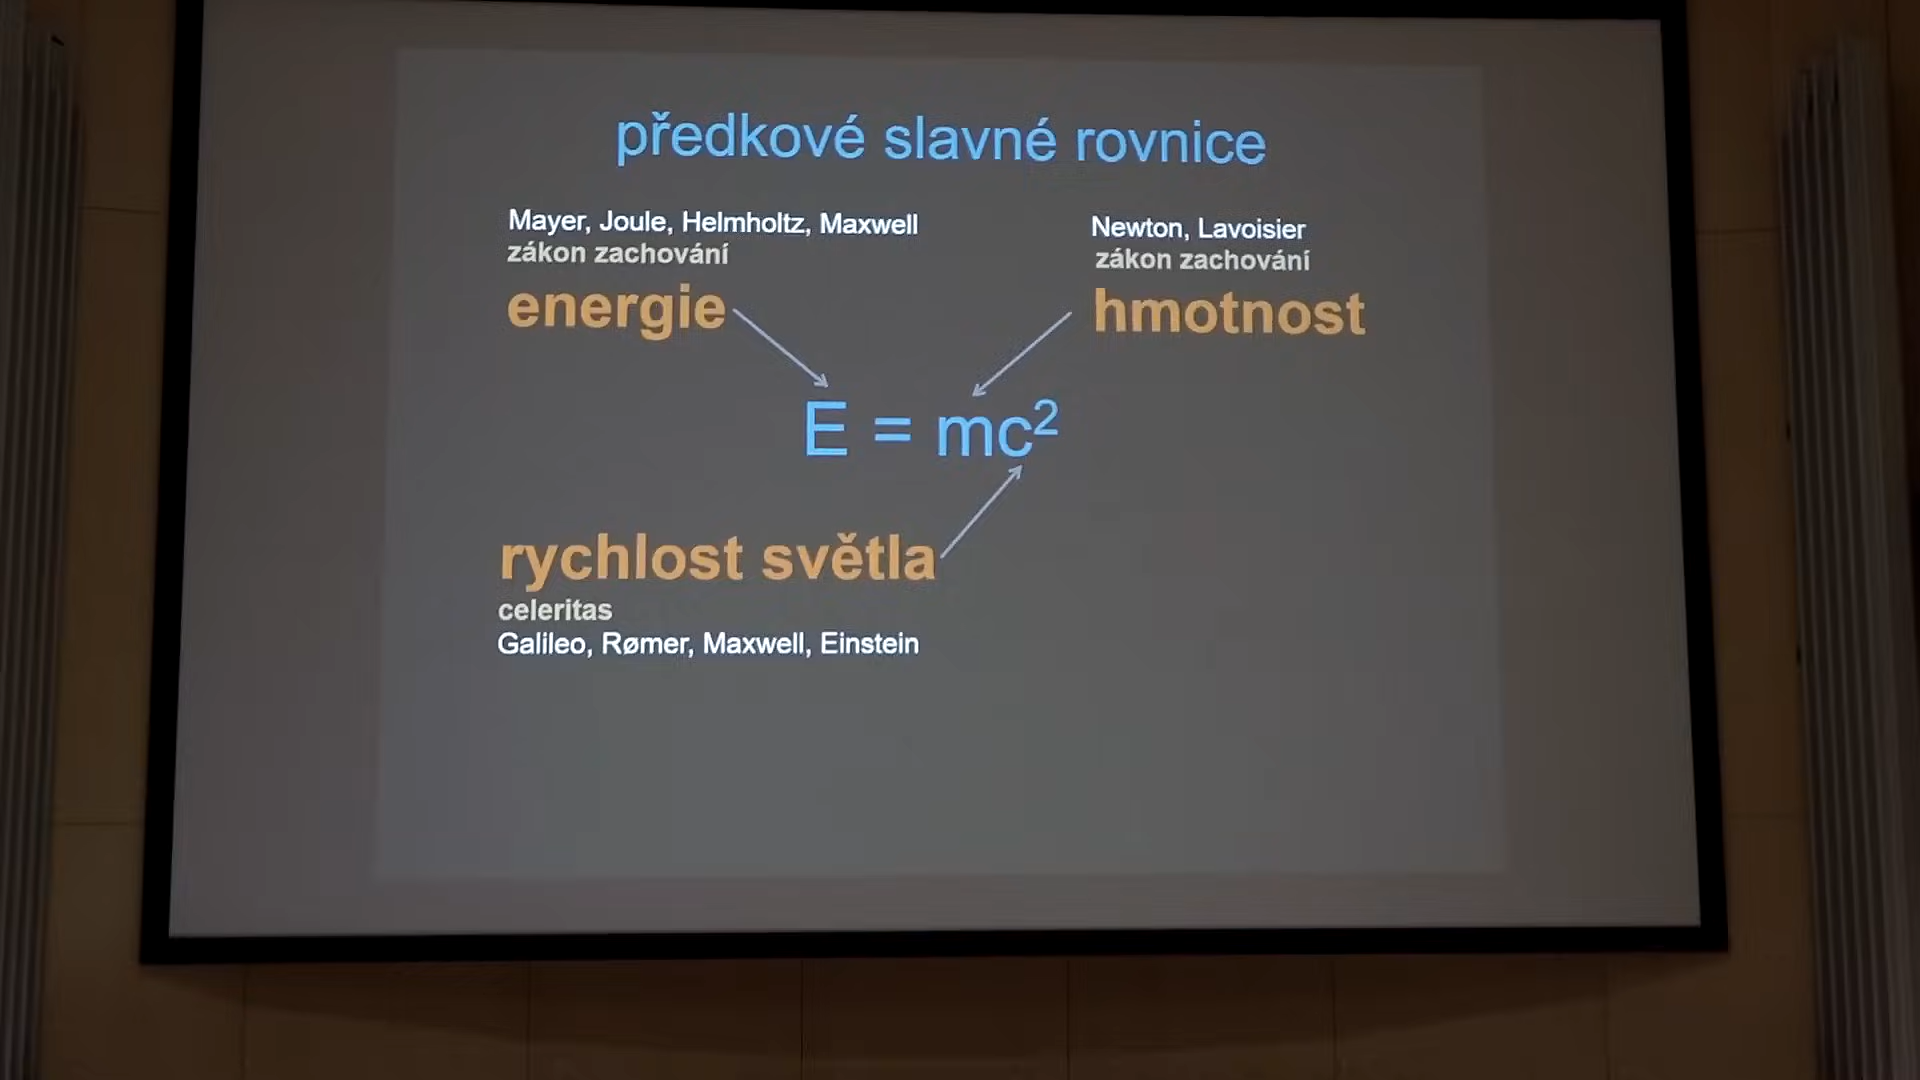 předkové slavné rovnice
Mayer, Joule, Helmholtz, Maxwell
zákon zachování
energie
Newton, Lavoisier
zákon zachování
hmotnost
E = mc²
rychlost světla
celeritas
Galileo, Rømer, Maxwell, Einstein